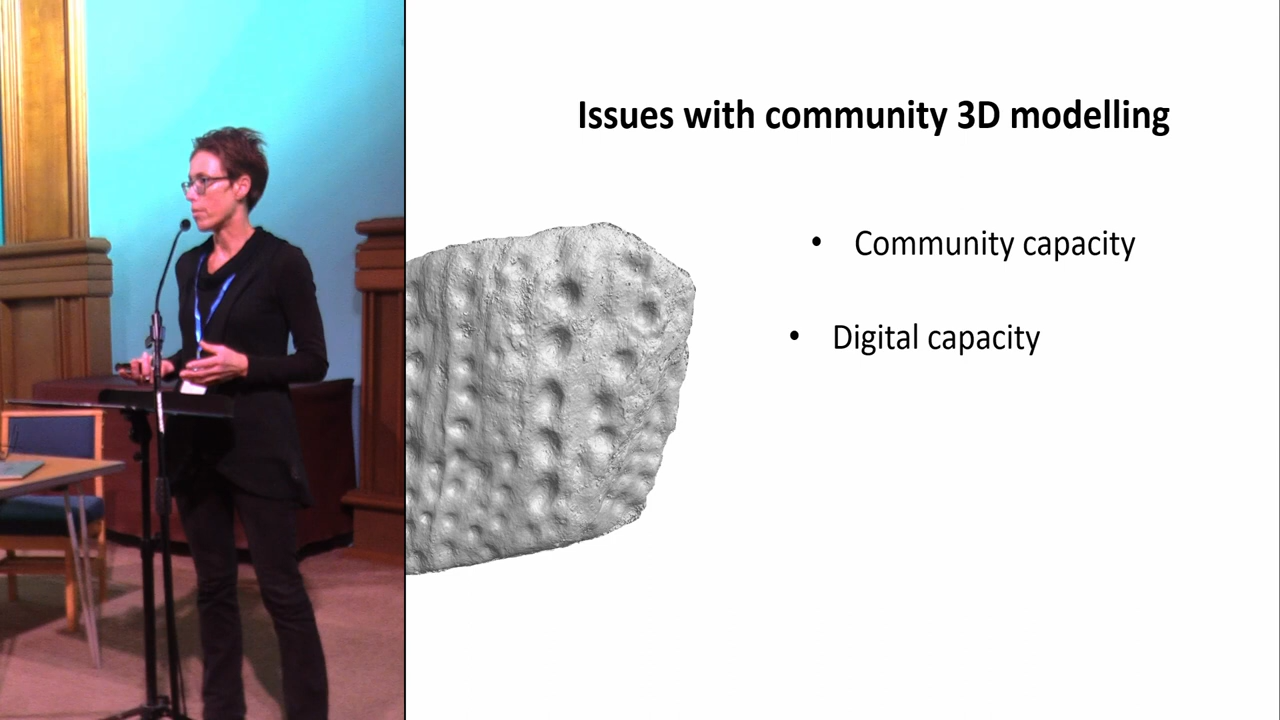 Issues with community 3D modelling
• Community capacity
• Digital capacity